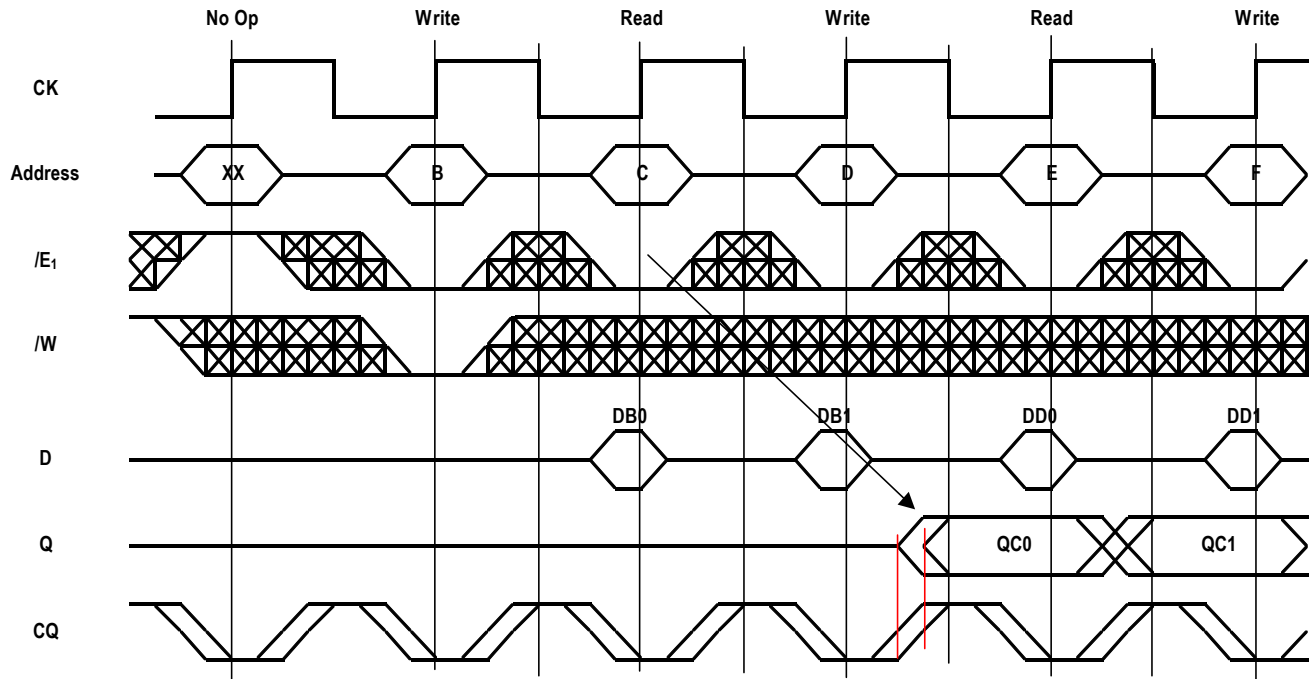 No Op Write Read Write Read Write
CK
Address XX B C D E F
/E1
/W
DB0 DB1 DD0 DD1
D
Q QC0 QC1
CQ